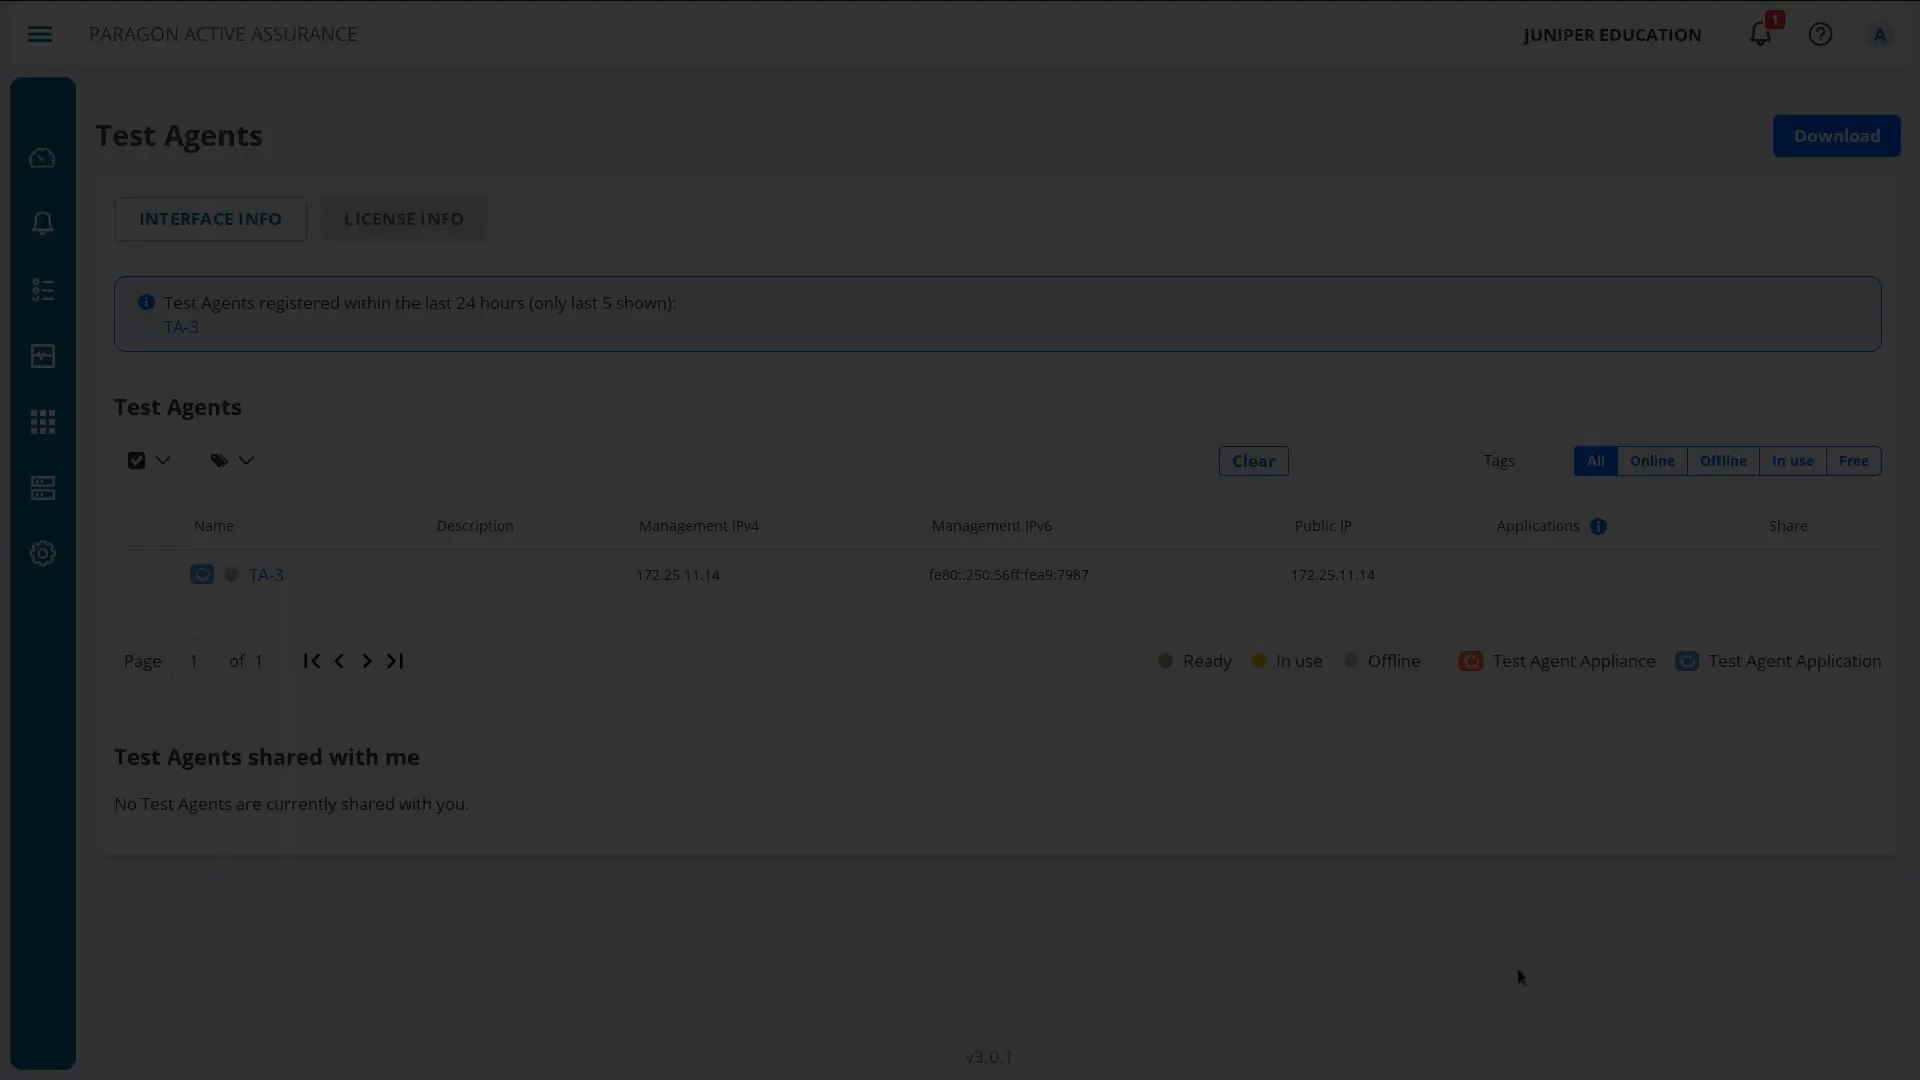 PARAGON ACTIVE ASSURANCE
JUNIPER EDUCATION
1
A
Test Agents
Download
INTERFACE INFO
LICENSE INFO
Test Agents registered within the last 24 hours (only last 5 shown):
TA-3
Test Agents
Clear
Tags
All
Online
Offline
In use
Free
Name
Description
Management IPv4
Management IPv6
Public IP
Applications
Share
TA-3
172.25.11.14
fe80::250:56ff:fea9:7987
172.25.11.14
Page 1 of 1
Ready
In use
Offline
Test Agent Appliance
Test Agent Application
Test Agents shared with me
No Test Agents are currently shared with you.
v3.0.1